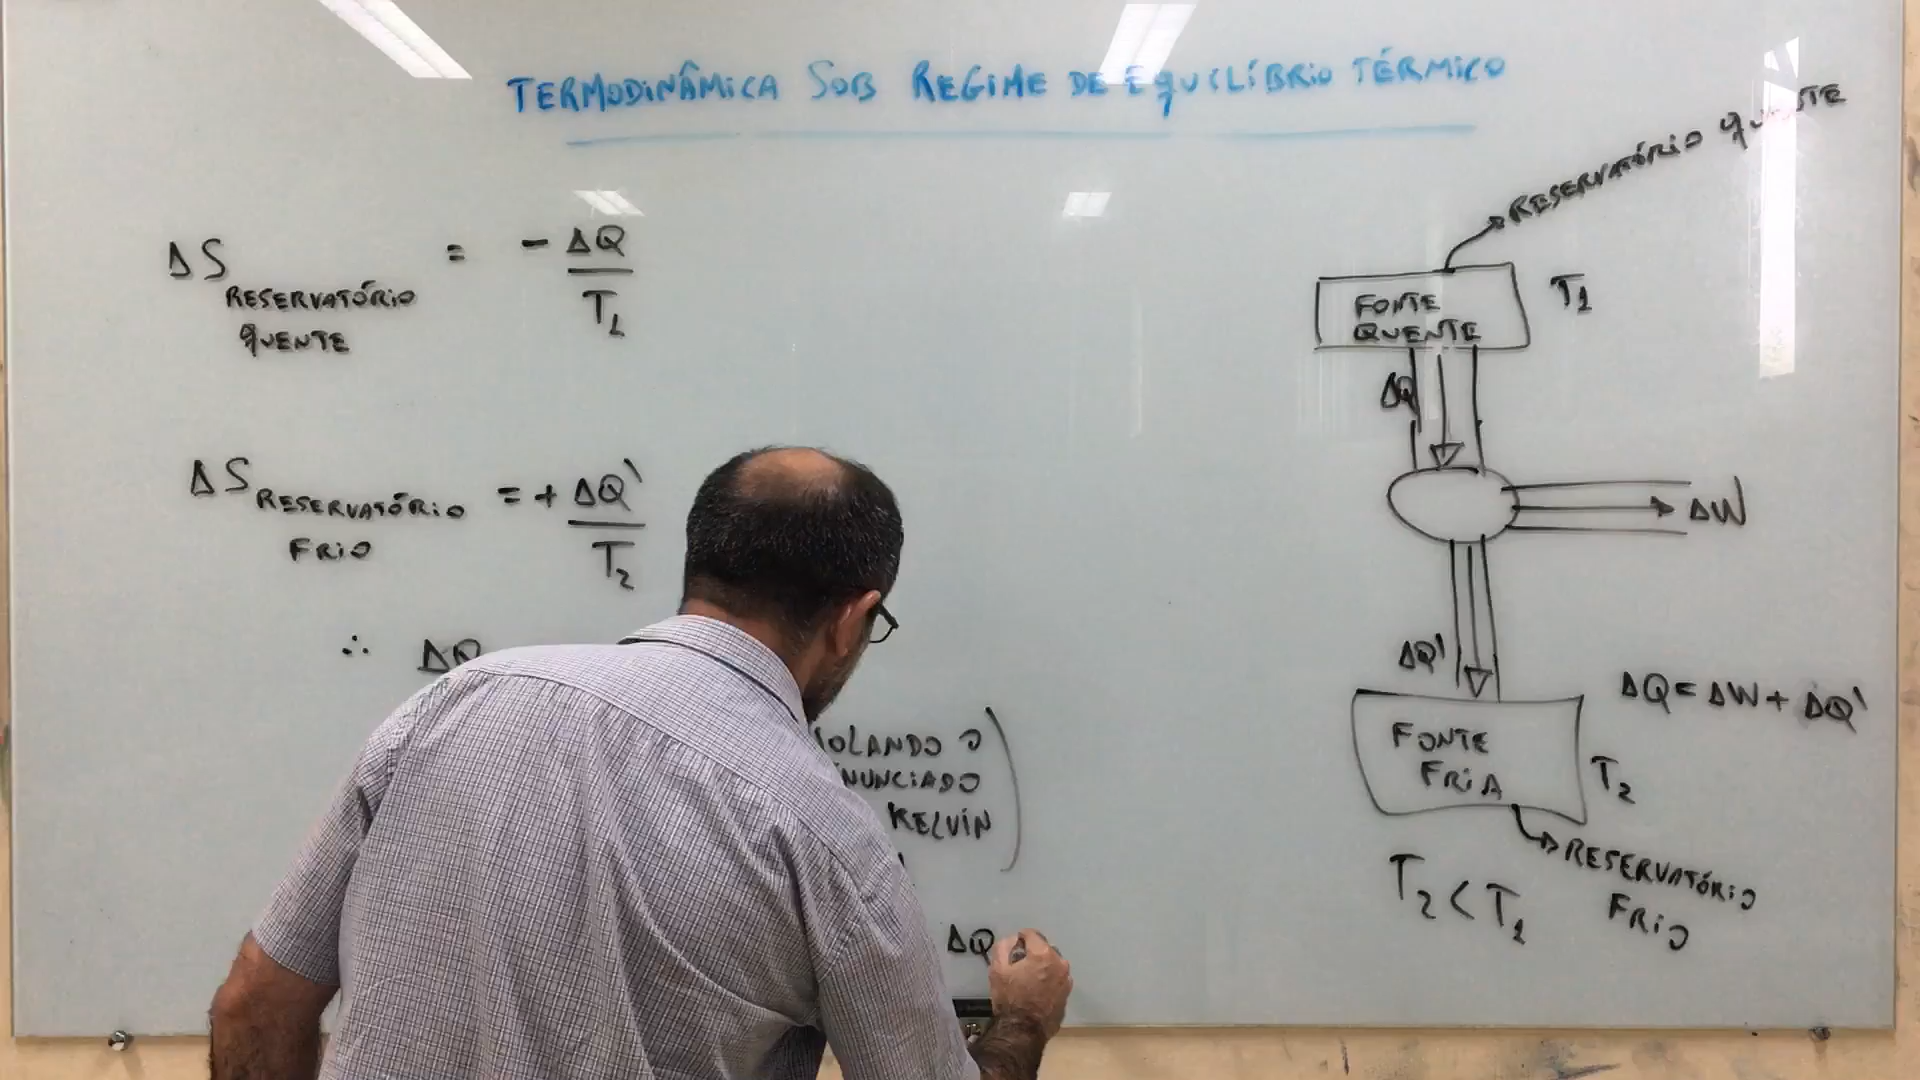 TERMODINÂMICA SOB REGIME DE EQUILÍBRIO TÉRMICO
ΔS RESERVATÓRIO QUENTE = - ΔQ / T1
ΔS RESERVATÓRIO FRIO = + ΔQ' / T2
∴ ΔQ
O
KELVIN
ΔQ
RESERVATÓRIO QUENTE
FONTE
QUENTE
T1
ΔQ
ΔW
ΔQ'
ΔQ = ΔW + ΔQ'
FONTE
FRIA
T2
RESERVATÓRIO
FRIO
T2 < T1